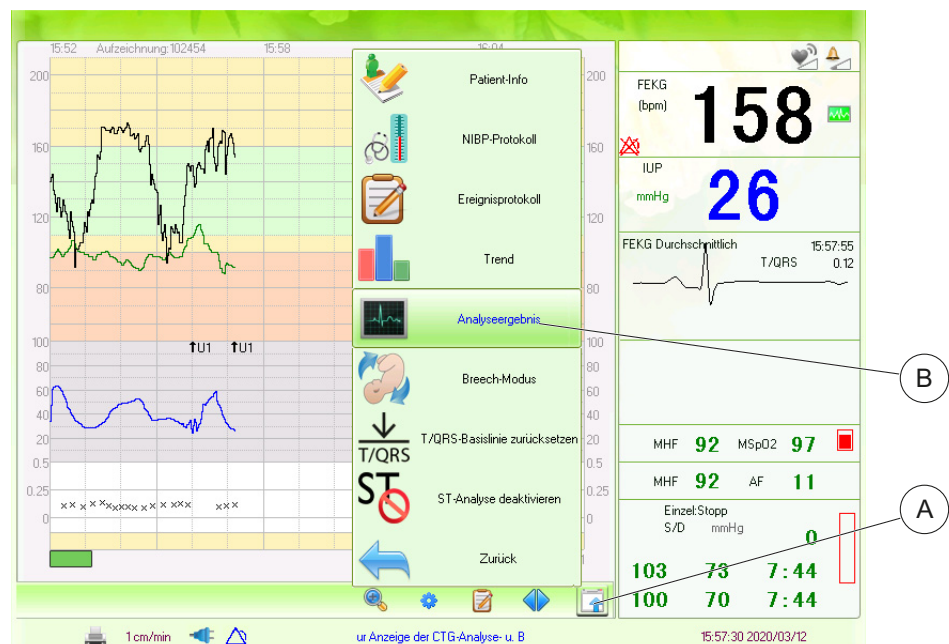 15:52 Aufzeichnung:102454 15:58 16:04
200 200
160 160
120 120
80 80
100 100
80 80
60 60
40 40
20 20
0.5 0.5
0.25 0.25
0 0
U1 U1
Patient-Info
NIBP-Protokoll
Ereignisprotokoll
Trend
Analyseergebnis
Breech-Modus
T/QRS T/QRS-Basislinie zurücksetzen
ST ST-Analyse deaktivieren
Zurück
FEKG
(bpm)
158
IUP
mmHg
26
FEKG Durchschnittlich 15:57:55
T/QRS 0.12
MHF 92 MSpO2 97
MHF 92 AF 11
Einzel:Stopp
S/D mmHg
0
103 73 7:44
100 70 7:44
B
A
1 cm/min
ur Anzeige der CTG-Analyse- u. B
15:57:30 2020/03/12